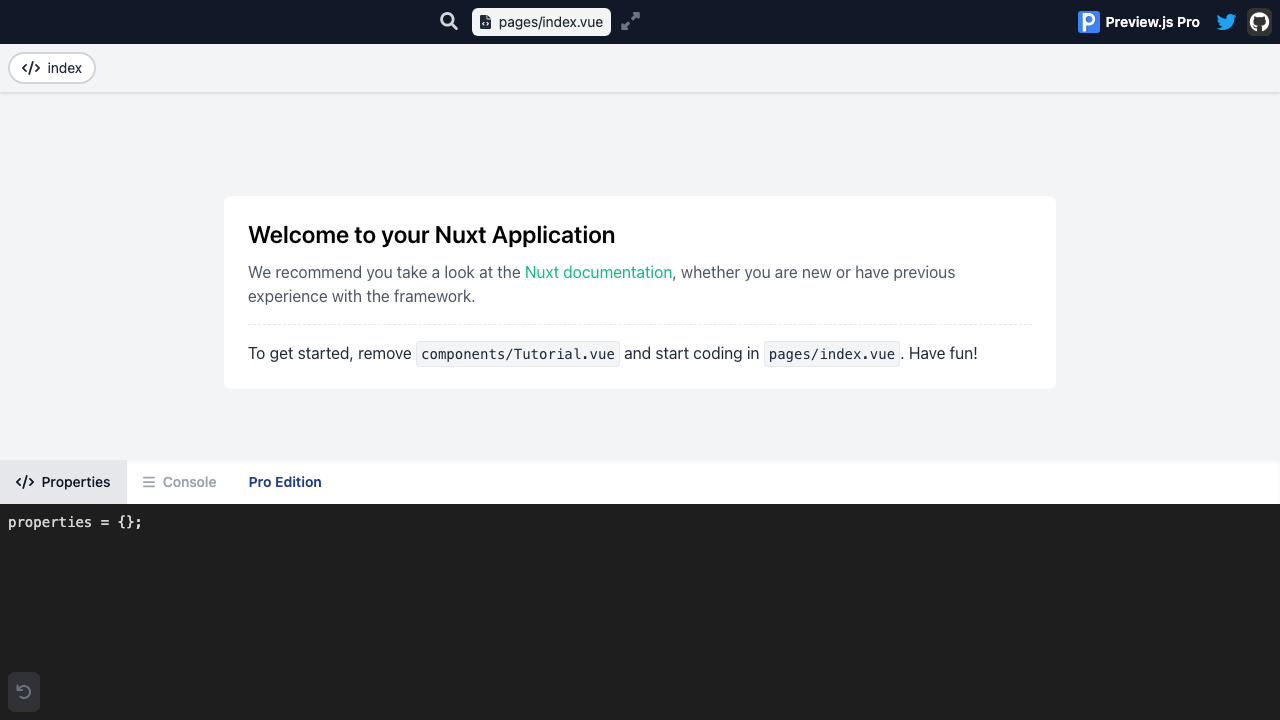 pages/index.vue
Preview.js Pro
index
Welcome to your Nuxt Application
We recommend you take a look at the Nuxt documentation, whether you are new or have previous
experience with the framework.
To get started, remove components/Tutorial.vue and start coding in pages/index.vue. Have fun!
Properties
Console
Pro Edition
properties = {};